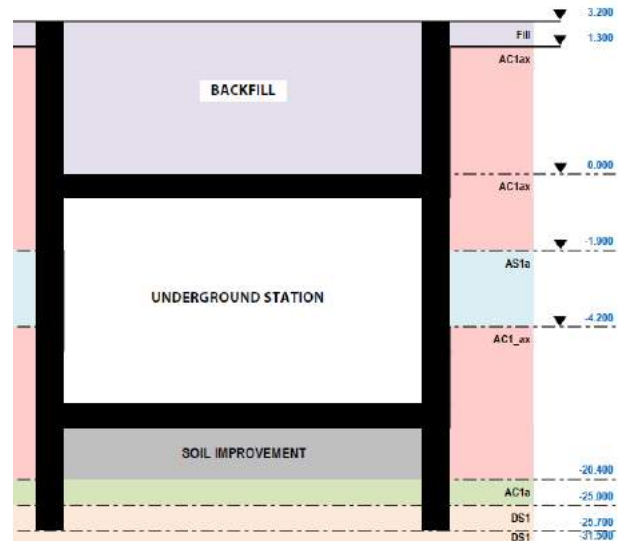 3.200
Fill
1.300
AC1ax
BACKFILL
0.000
AC1ax
-1.900
AS1a
UNDERGROUND STATION
-4.200
AC1_ax
SOIL IMPROVEMENT
-20.400
AC1a
-25.000
DS1
-25.700
DS1
-31.500